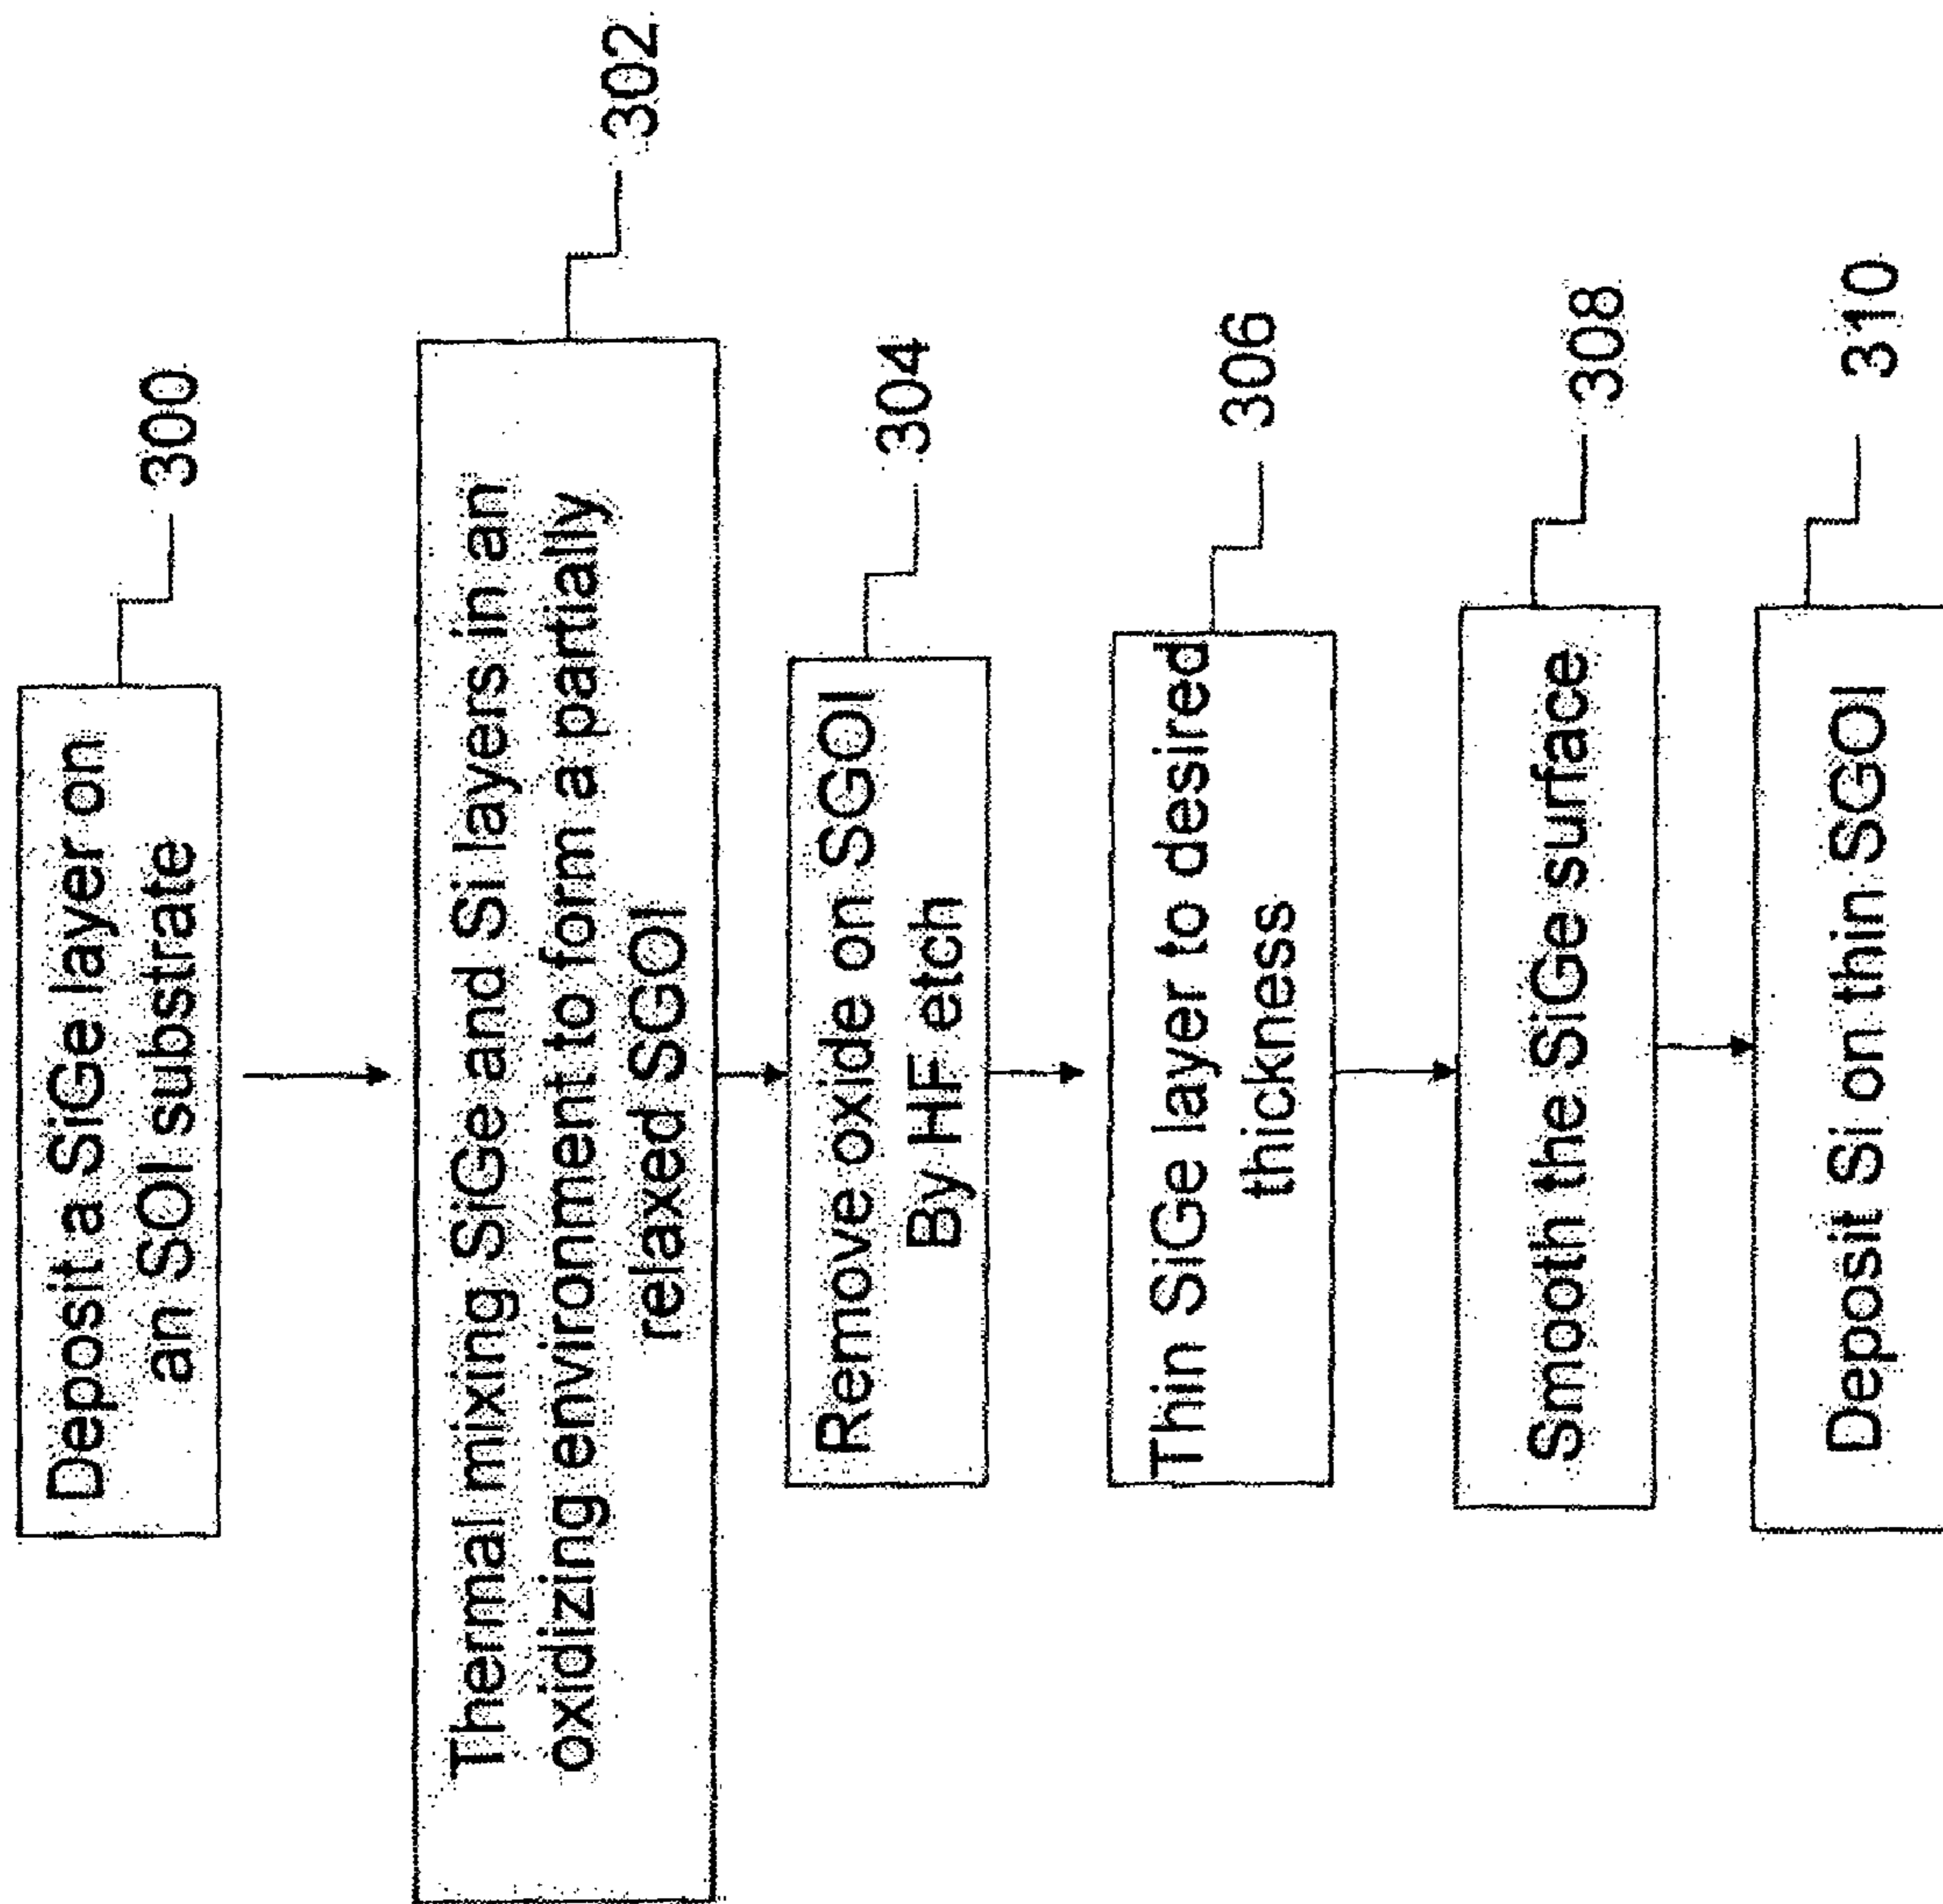 Deposit a SiGe layer on
an SOI substrate
300
Thermal mixing SiGe and Si layers in an
oxidizing environment to form a partially
relaxed SGOI
302
Remove oxide on SGOI
By HF etch
304
Thin SiGe layer to desired
thickness
306
Smooth the SiGe surface
308
Deposit Si on thin SGOI
310